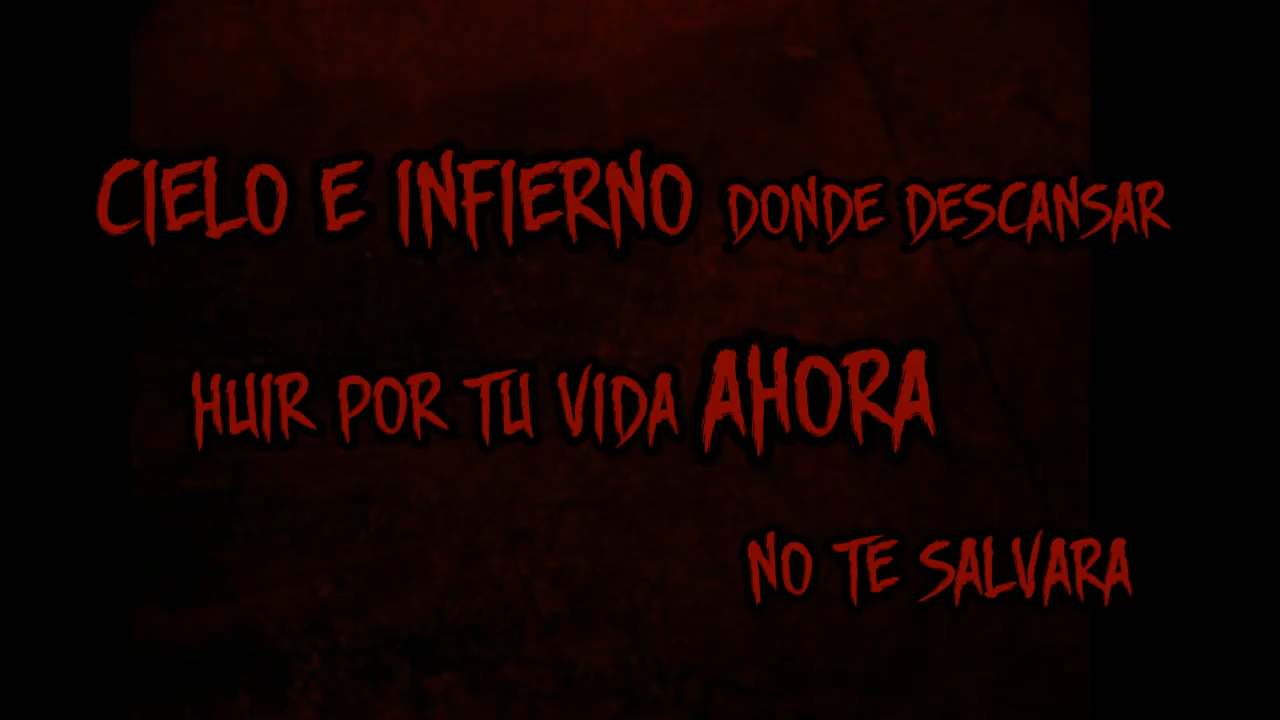 CIELO E INFIERNO DONDE DESCANSAR
HUIR POR TU VIDA AHORA
NO TE SALVARA